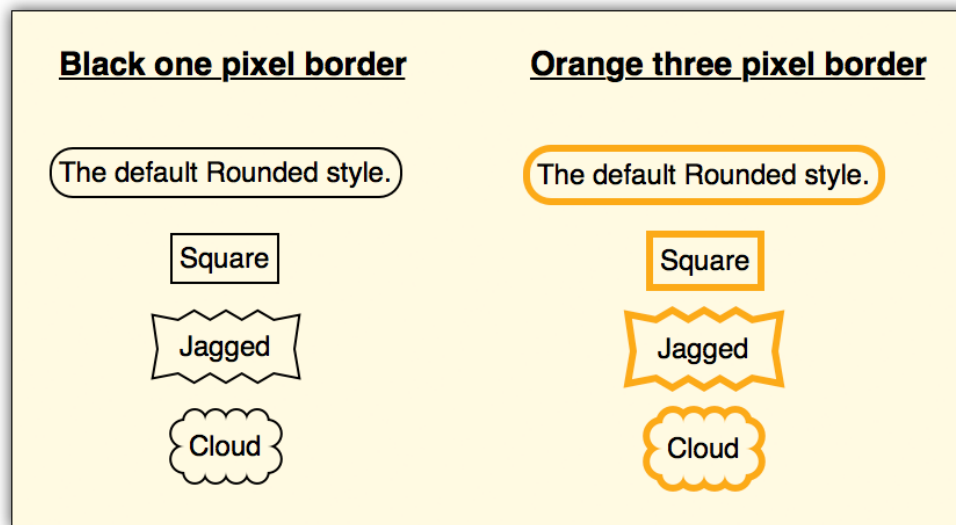 Black one pixel border
The default Rounded style.
Square
Jagged
Cloud
Orange three pixel border
The default Rounded style.
Square
Jagged
Cloud